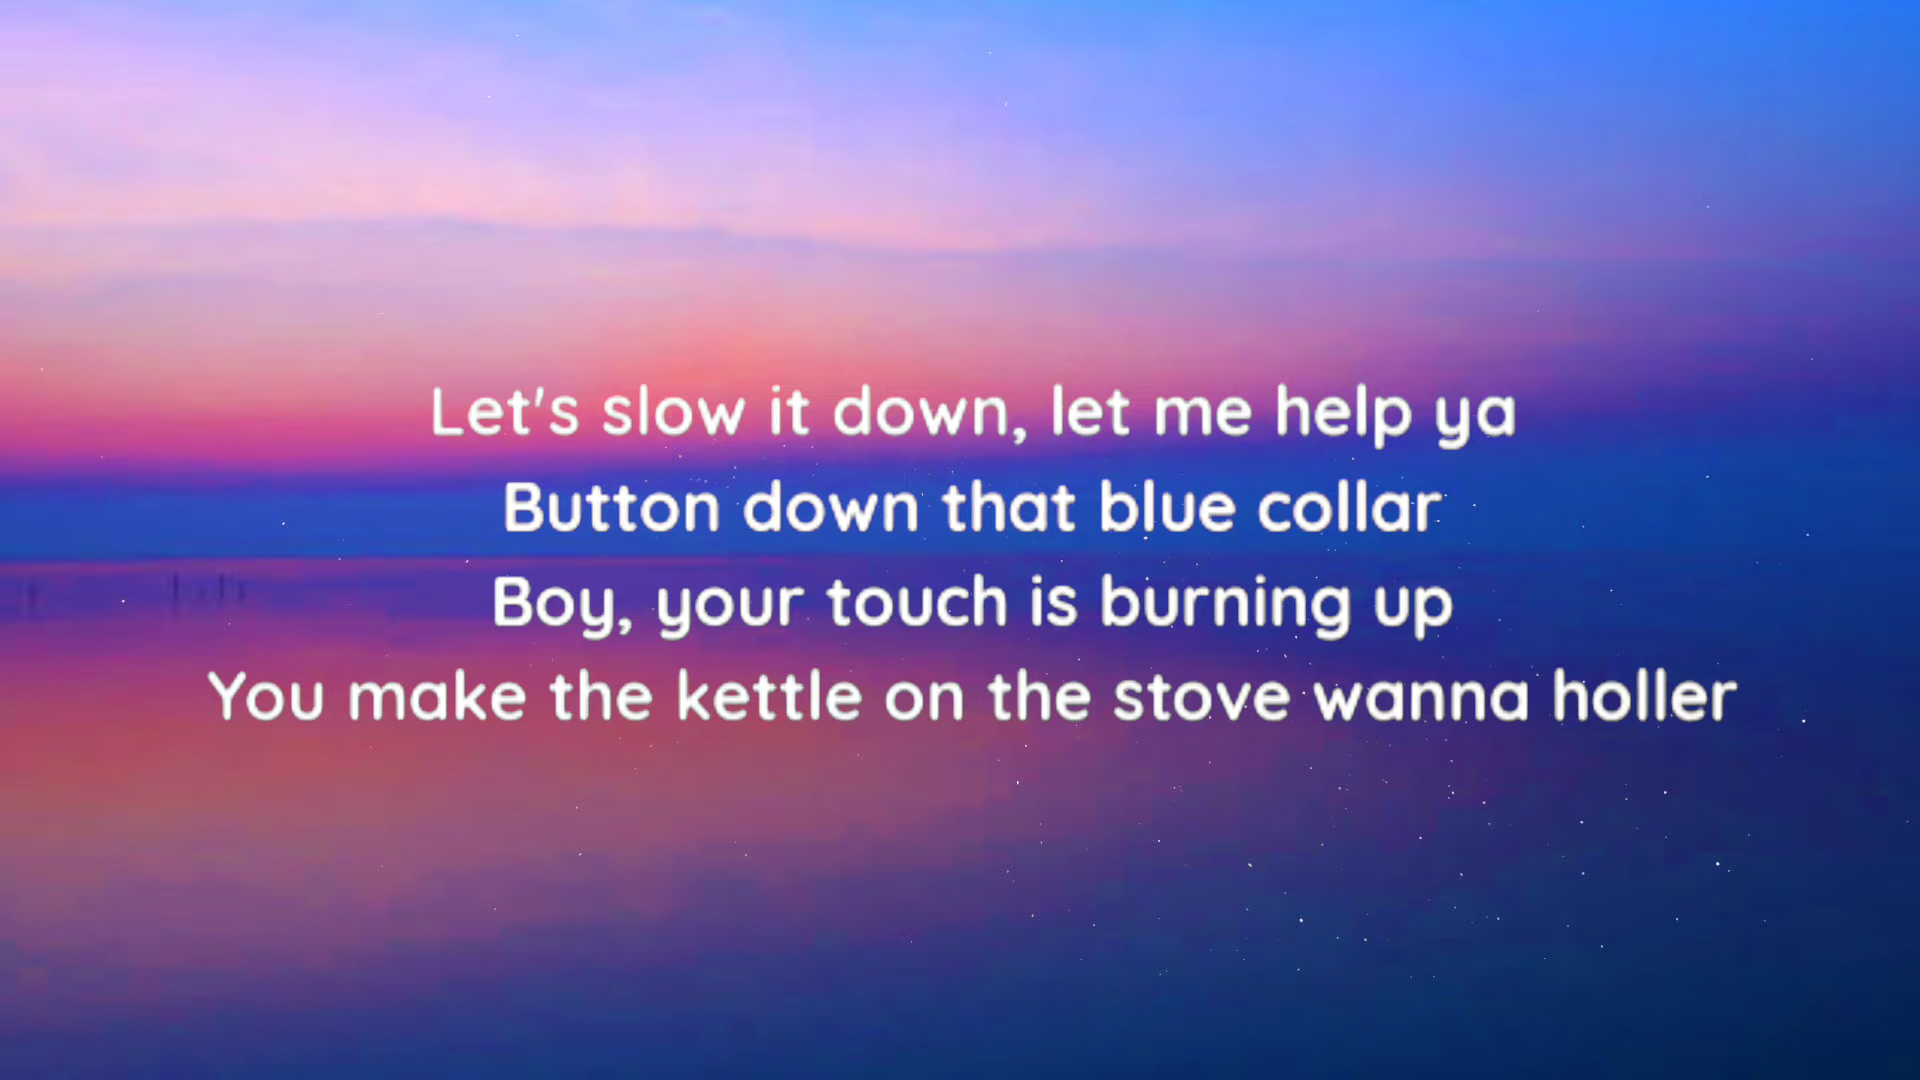 Let's slow it down, let me help ya
Button down that blue collar
Boy, your touch is burning up
You make the kettle on the stove wanna holler